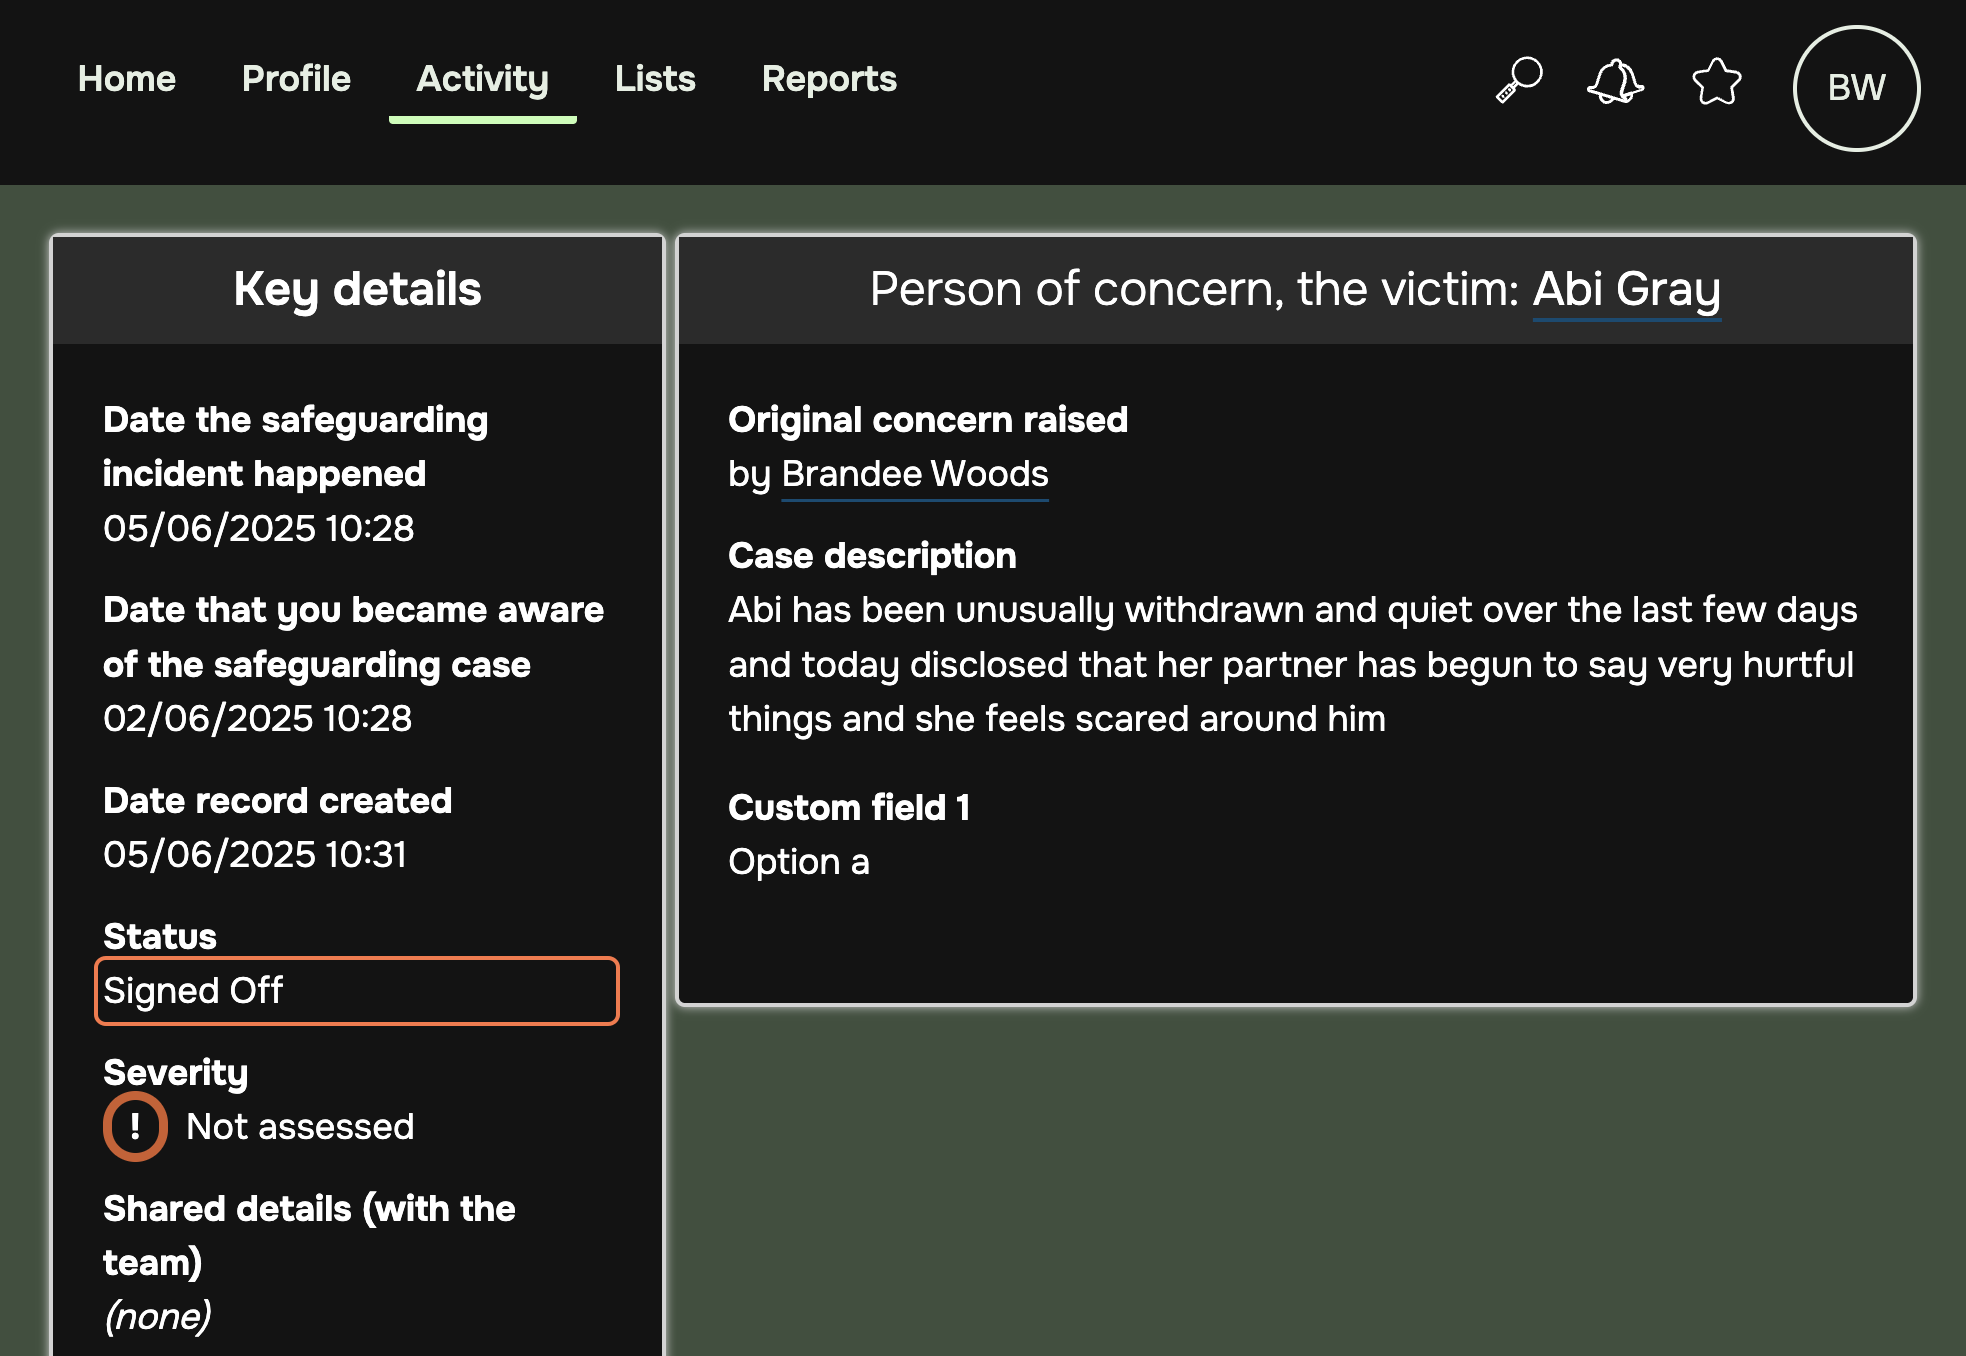 Home Profile Activity Lists Reports
BW
Key details
Date the safeguarding
incident happened
05/06/2025 10:28
Date that you became aware
of the safeguarding case
02/06/2025 10:28
Date record created
05/06/2025 10:31
Status
Signed Off
Severity
! Not assessed
Shared details (with the
team)
(none)
Person of concern, the victim: Abi Gray
Original concern raised
by Brandee Woods
Case description
Abi has been unusually withdrawn and quiet over the last few days
and today disclosed that her partner has begun to say very hurtful
things and she feels scared around him
Custom field 1
Option a